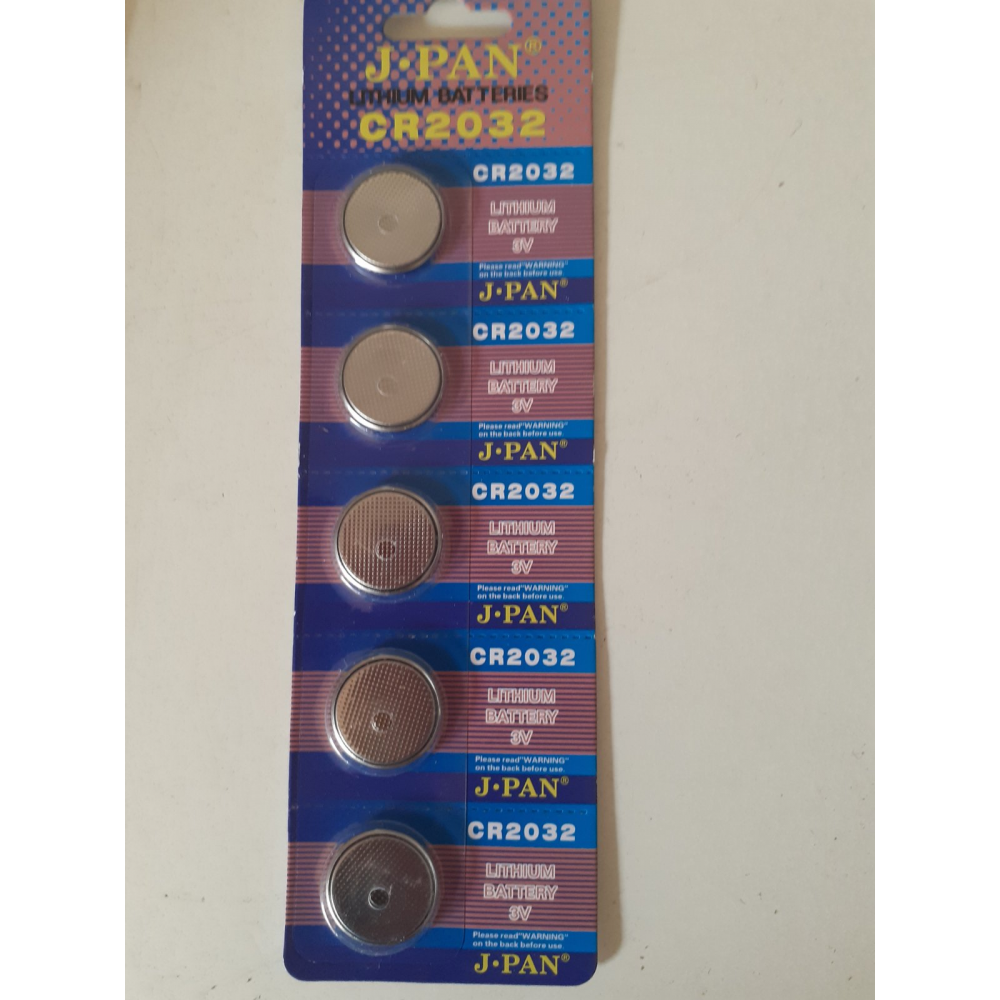 J·PAN®
LITHIUM BATTERIES
CR2032
CR2032
LITHIUM
BATTERY
3V
Please read"WARNING"
on the back before use.
J·PAN®
CR2032
LITHIUM
BATTERY
3V
Please read"WARNING"
on the back before use.
J·PAN®
CR2032
LITHIUM
BATTERY
3V
Please read"WARNING"
on the back before use.
J·PAN®
CR2032
LITHIUM
BATTERY
3V
Please read"WARNING"
on the back before use.
J·PAN®
CR2032
LITHIUM
BATTERY
3V
Please read"WARNING"
on the back before use.
J·PAN®